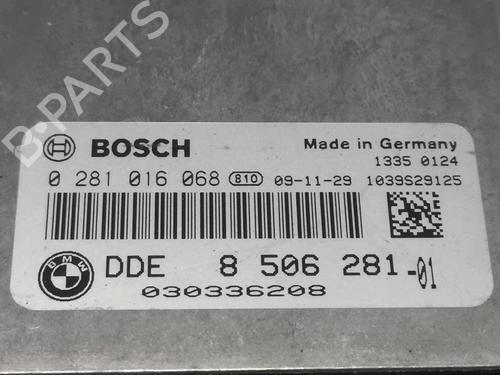 B-PARTS
BOSCH
Made in Germany
1335 0124
0 281 016 068 810 09-11-29 1039S29125
BMW
DDE 8 506 281-01
030336208